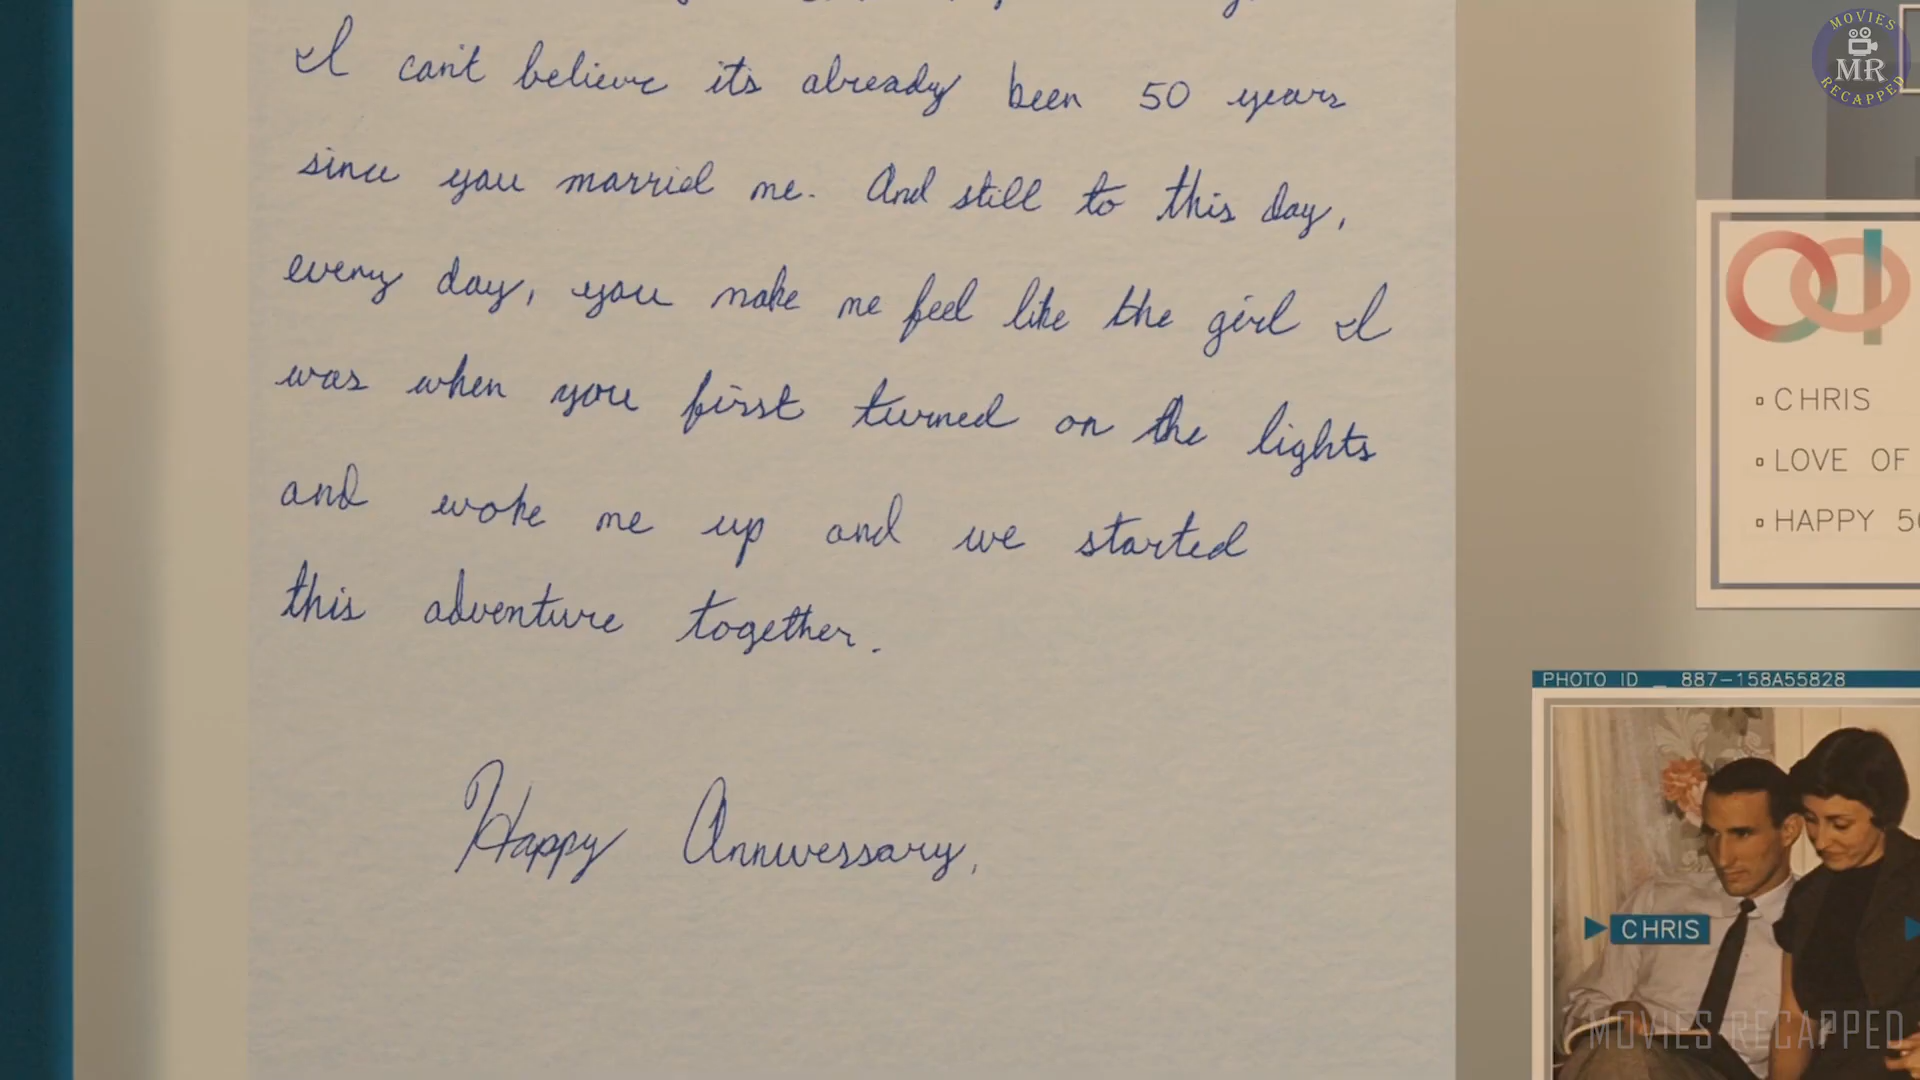 I can't believe its already been 50 years
since you married me. And still to this day,
every day, you make me feel like the girl I
was when you first turned on the lights
and woke me up and we started
this adventure together.
Happy Anniversary,
MOVIES
MR
RECAPPED
CHRIS
LOVE OF
HAPPY 50
PHOTO ID _ 887-158A55828
CHRIS
MOVIES RECAPPED